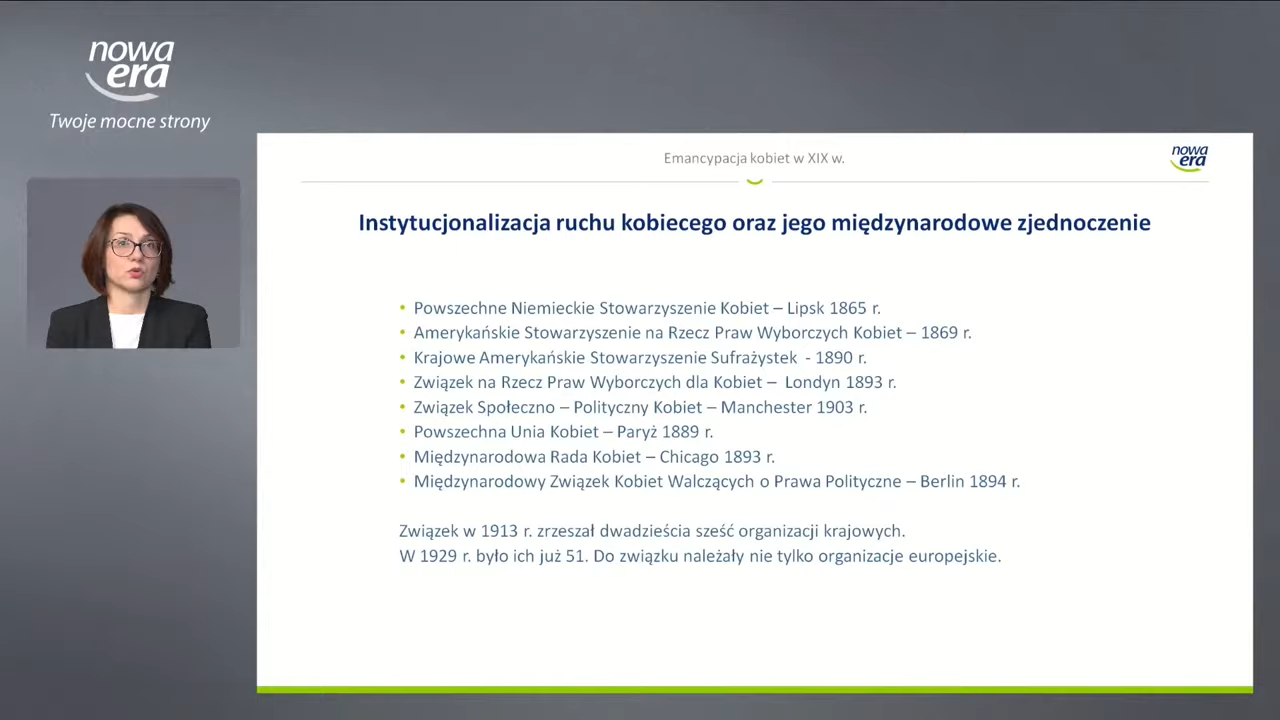 nowa
era
Twoje mocne strony
Emancypacja kobiet w XIX w.
nowa
era
Instytucjonalizacja ruchu kobiecego oraz jego międzynarodowe zjednoczenie
• Powszechne Niemieckie Stowarzyszenie Kobiet – Lipsk 1865 r.
• Amerykańskie Stowarzyszenie na Rzecz Praw Wyborczych Kobiet – 1869 r.
• Krajowe Amerykańskie Stowarzyszenie Sufrażystek - 1890 r.
• Związek na Rzecz Praw Wyborczych dla Kobiet – Londyn 1893 r.
• Związek Społeczno – Polityczny Kobiet – Manchester 1903 r.
• Powszechna Unia Kobiet – Paryż 1889 r.
• Międzynarodowa Rada Kobiet – Chicago 1893 r.
• Międzynarodowy Związek Kobiet Walczących o Prawa Polityczne – Berlin 1894 r.
Związek w 1913 r. zrzeszał dwadzieścia sześć organizacji krajowych.
W 1929 r. było ich już 51. Do związku należały nie tylko organizacje europejskie.